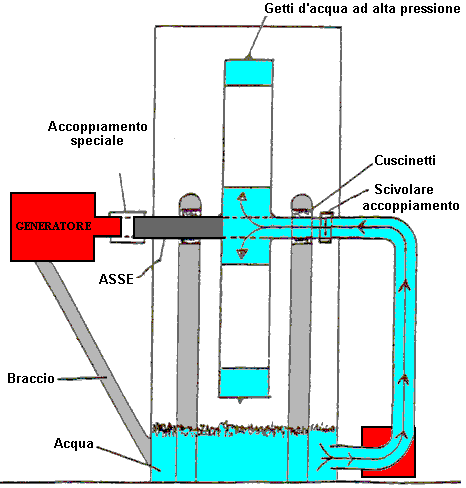 Getti d'acqua ad alta pressione
Accoppiamento
speciale
Cuscinetti
Scivolare
accoppiamento
GENERATORE
ASSE
Braccio
Acqua